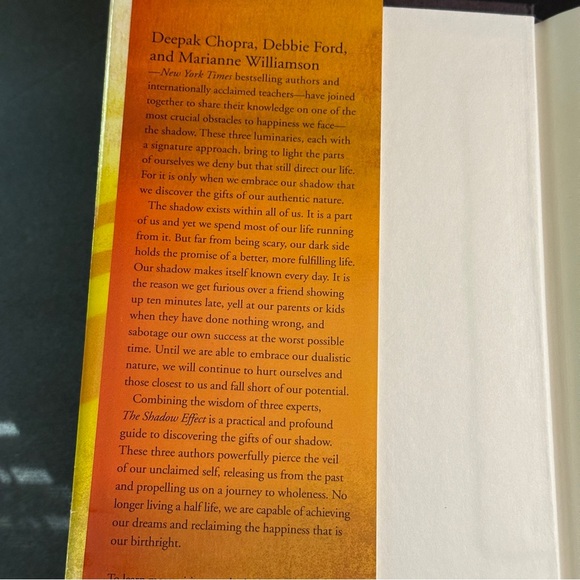 Deepak Chopra, Debbie Ford,
and Marianne Williamson
—New York Times bestselling authors and
internationally acclaimed teachers—have joined
together to share their knowledge on one of the
most crucial obstacles to happiness we face—
the shadow. These three luminaries, each with
a signature approach, bring to light the parts
of ourselves we deny but that still direct our life.
For it is only when we embrace our shadow that
we discover the gifts of our authentic nature.
The shadow exists within all of us. It is a part
of us and yet we spend most of our life running
from it. But far from being scary, our dark side
holds the promise of a better, more fulfilling life.
Our shadow makes itself known every day. It is
the reason we get furious over a friend showing
up ten minutes late, yell at our parents or kids
when they have done nothing wrong, and
sabotage our own success at the worst possible
time. Until we are able to embrace our dualistic
nature, we will continue to hurt ourselves and
those closest to us and fall short of our potential.
Combining the wisdom of three experts,
The Shadow Effect is a practical and profound
guide to discovering the gifts of our shadow.
These three authors powerfully pierce the veil
of our unclaimed self, releasing us from the past
and propelling us on a journey to wholeness. No
longer living a half life, we are capable of achieving
our dreams and reclaiming the happiness that is
our birthright.